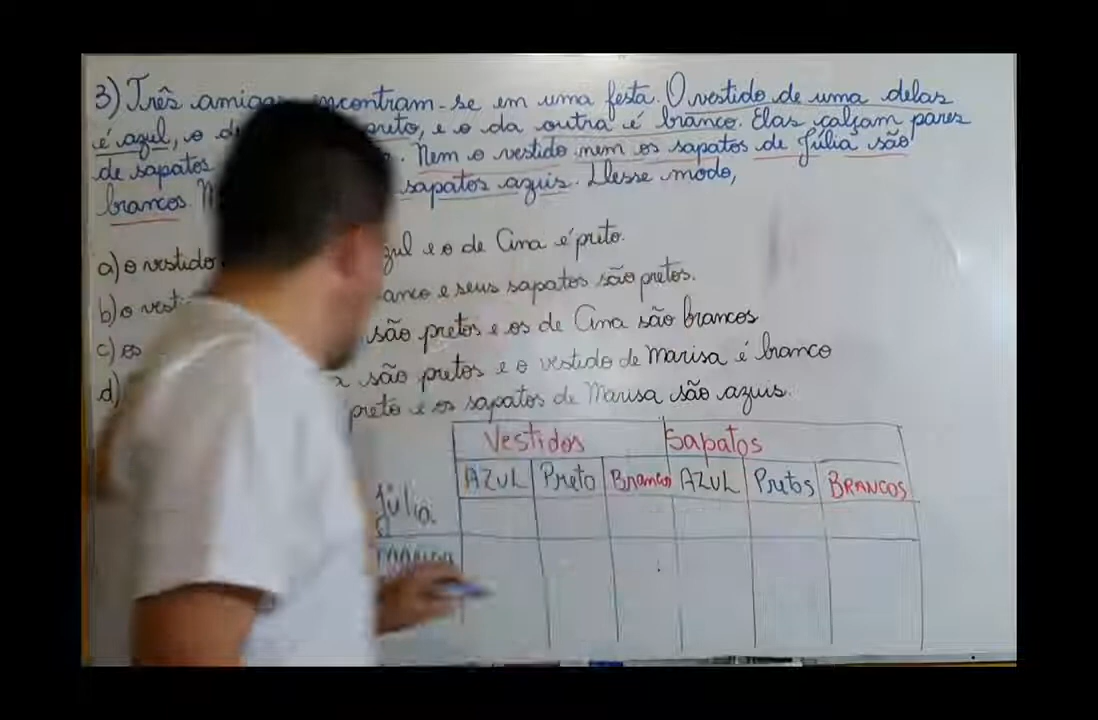 3) Três amigas encontram-se em uma festa. O vestido de uma delas
é azul, o d preto, e o da outra é branco. Elas calçam pares
de sapatos . Nem o vestido nem os sapatos de Júlia são
brancos. M sapatos azuis. Desse modo,
a) o vestido zul e o de Ana é preto.
b) o vest anco e seus sapatos são pretos.
c) os são pretos e os de Ana são brancos
d) são pretos e o vestido de Marisa é branco
preto e os sapatos de Marisa são azuis.
Vestidos Sapatos
AZUL Preto Branco AZUL Pretos BRANCOS
Júlia